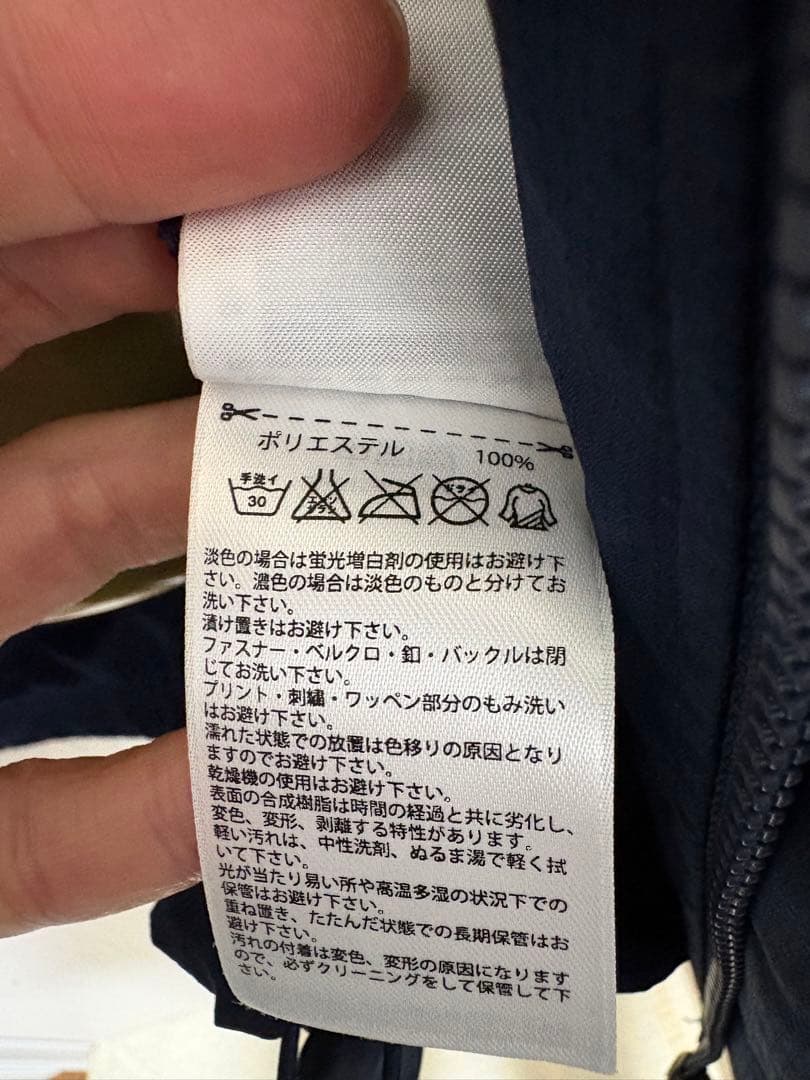 ポリエステル 100%
手洗イ
30
エンソサラシ
ドライ
淡色の場合は蛍光増白剤の使用はお避け下
さい。濃色の場合は淡色のものと分けてお
洗い下さい。
漬け置きはお避け下さい。
ファスナー・ベルクロ・釦・バックルは閉
じてお洗い下さい。
プリント・刺繍・ワッペン部分のもみ洗い
はお避け下さい。
濡れた状態での放置は色移りの原因となり
ますのでお避け下さい。
乾燥機の使用はお避け下さい。
表面の合成樹脂は時間の経過と共に劣化し、
変色、変形、剥離する特性があります。
軽い汚れは、中性洗剤、ぬるま湯で軽く拭
いて下さい。
光が当たり易い所や高温多湿の状況下での
保管はお避け下さい。
重ね置き、たたんだ状態での長期保管はお
避け下さい。
汚れの付着は変色、変形の原因になります
ので、必ずクリーニングをして保管して下
さい。